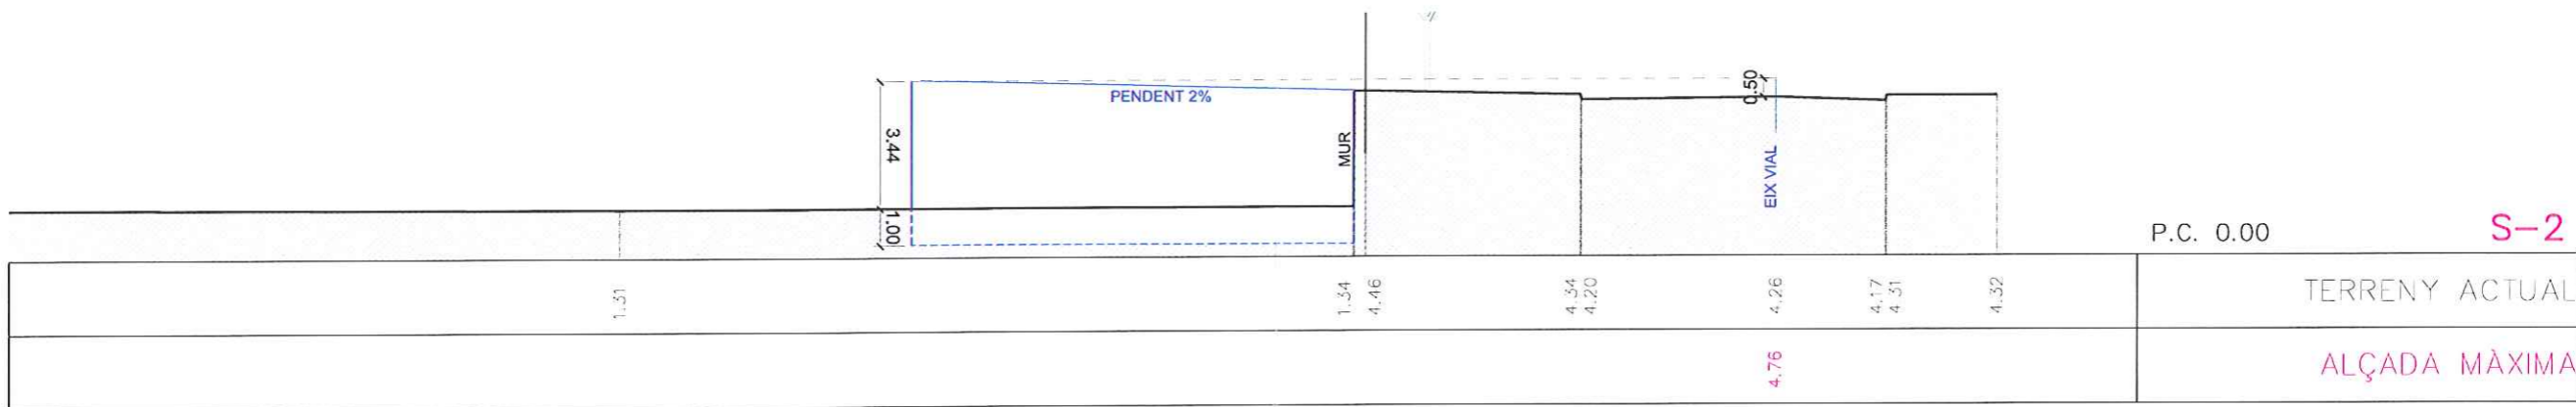 0.50
PENDENT 2%
3.44
MUR
EIX VIAL
1.00
P.C. 0.00
S-2
1.31
1.34
4.46
4.34
4.20
4.26
4.17
4.31
4.32
TERRENY ACTUAL
4.76
ALÇADA MÀXIMA